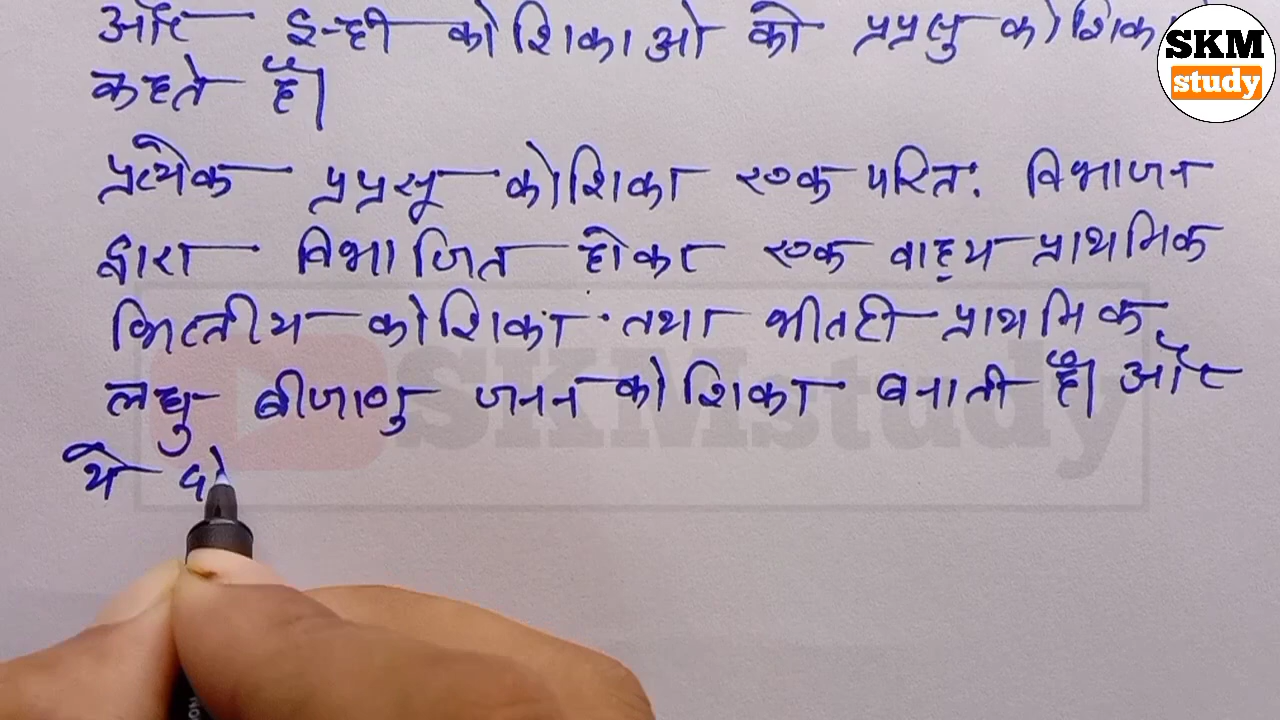 और इन्ही कोशिकाओ को प्रप्रसु कोशिका
कहते हैं।
SKM
study
प्रत्येक प्रप्रसू कोशिका एक परित: विभाजन
द्वारा विभाजित होकर एक वाह्य प्राथमिक
भित्तीय कोशिका तथा भीतरी प्राथमिक
लघु बीजाणु जनन कोशिका बनाती हैं। और
ये दो
SKMstudy